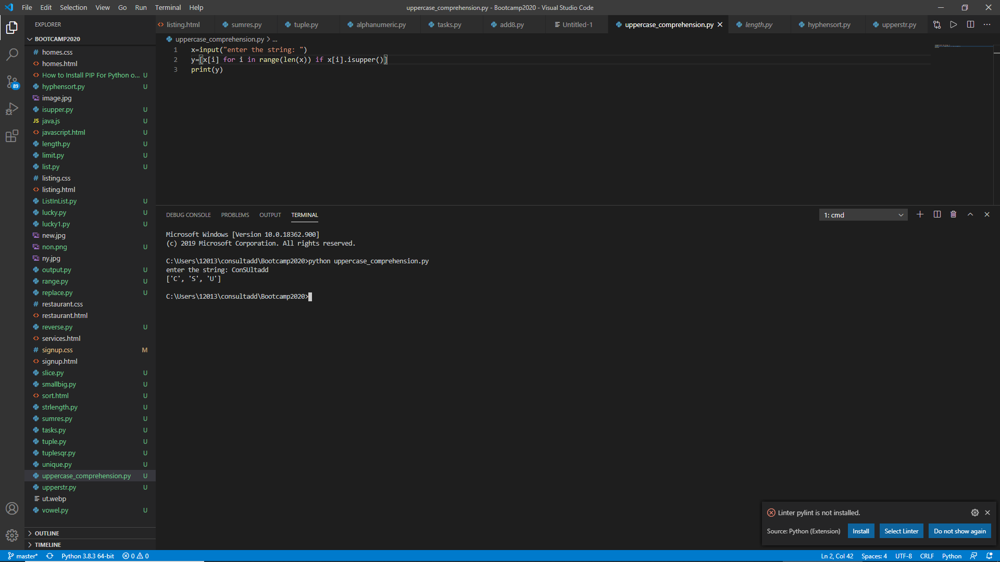 File Edit Selection View Go Run Terminal Help
uppercase_comprehension.py - Bootcamp2020 - Visual Studio Code
EXPLORER
BOOTCAMP2020
# homes.css
<> homes.html
<> How to Install PIP For Python o... U
hyphensort.py U
image.jpg
isupper.py U
JS java.js U
<> javascript.html U
length.py U
limit.py U
list.py U
# listing.css
<> listing.html
ListInList.py U
lucky.py U
lucky1.py U
new.jpg
non.png U
ny.jpg
output.py U
range.py U
replace.py U
# restaurant.css
<> restaurant.html
reverse.py U
<> services.html
# signup.css M
<> signup.html
slice.py U
smallbig.py U
<> sort.html U
strlength.py U
sumres.py U
tasks.py U
tuple.py U
tuplesqr.py U
unique.py U
uppercase_comprehension.py U
upperstr.py U
ut.webp
vowel.py U
OUTLINE
TIMELINE
89
<> listing.html sumres.py tuple.py alphanumeric.py tasks.py add8.py Untitled-1 uppercase_comprehension.py length.py hyphensort.py upperstr.py ...
uppercase_comprehension.py > ...
1 x=input("enter the string: ")
2 y=[x[i] for i in range(len(x)) if x[i].isupper()]
3 print(y)
DEBUG CONSOLE PROBLEMS OUTPUT TERMINAL
1: cmd
Microsoft Windows [Version 10.0.18362.900]
(c) 2019 Microsoft Corporation. All rights reserved.
C:\Users\12013\consultadd\Bootcamp2020>python uppercase_comprehension.py
enter the string: ConSUltadd
['C', 'S', 'U']
C:\Users\12013\consultadd\Bootcamp2020>
Linter pylint is not installed.
Source: Python (Extension) Install Select Linter Do not show again
master* Python 3.8.3 64-bit 0 0 Ln 2, Col 42 Spaces: 4 UTF-8 CRLF Python